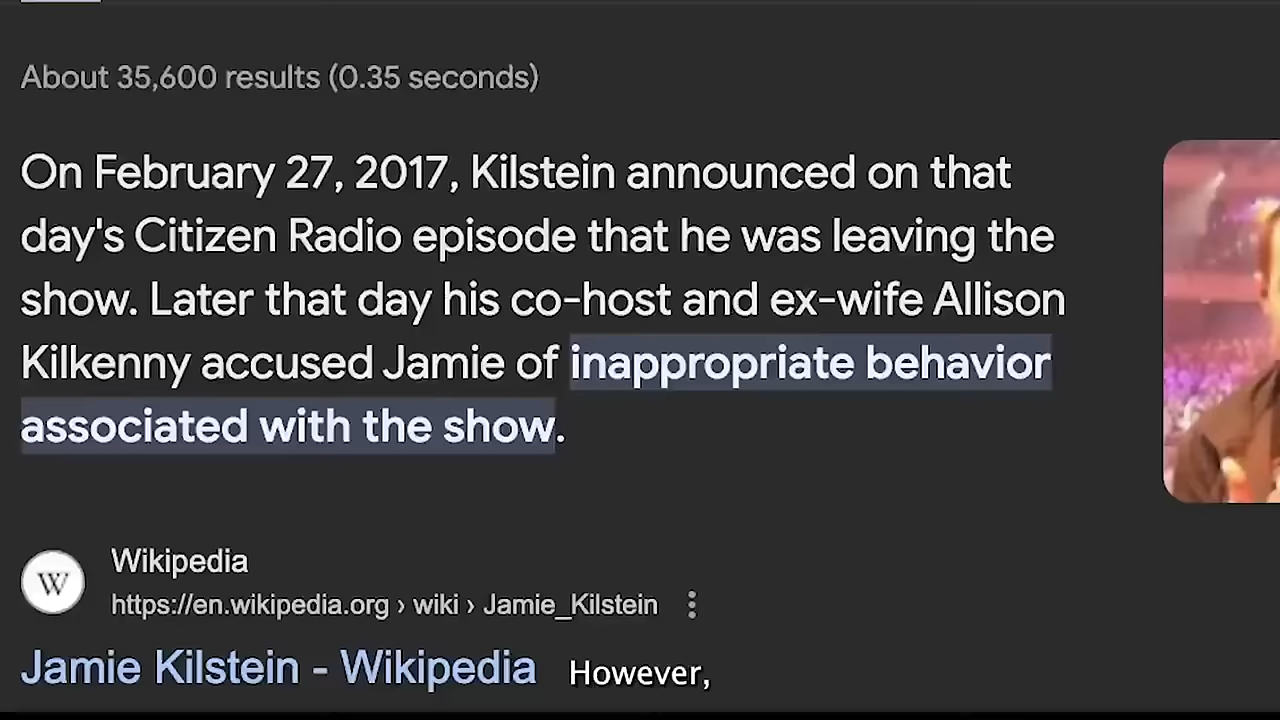 About 35,600 results (0.35 seconds)
On February 27, 2017, Kilstein announced on that
day's Citizen Radio episode that he was leaving the
show. Later that day his co-host and ex-wife Allison
Kilkenny accused Jamie of inappropriate behavior
associated with the show.
W
Wikipedia
https://en.wikipedia.org › wiki › Jamie_Kilstein
Jamie Kilstein - Wikipedia However,